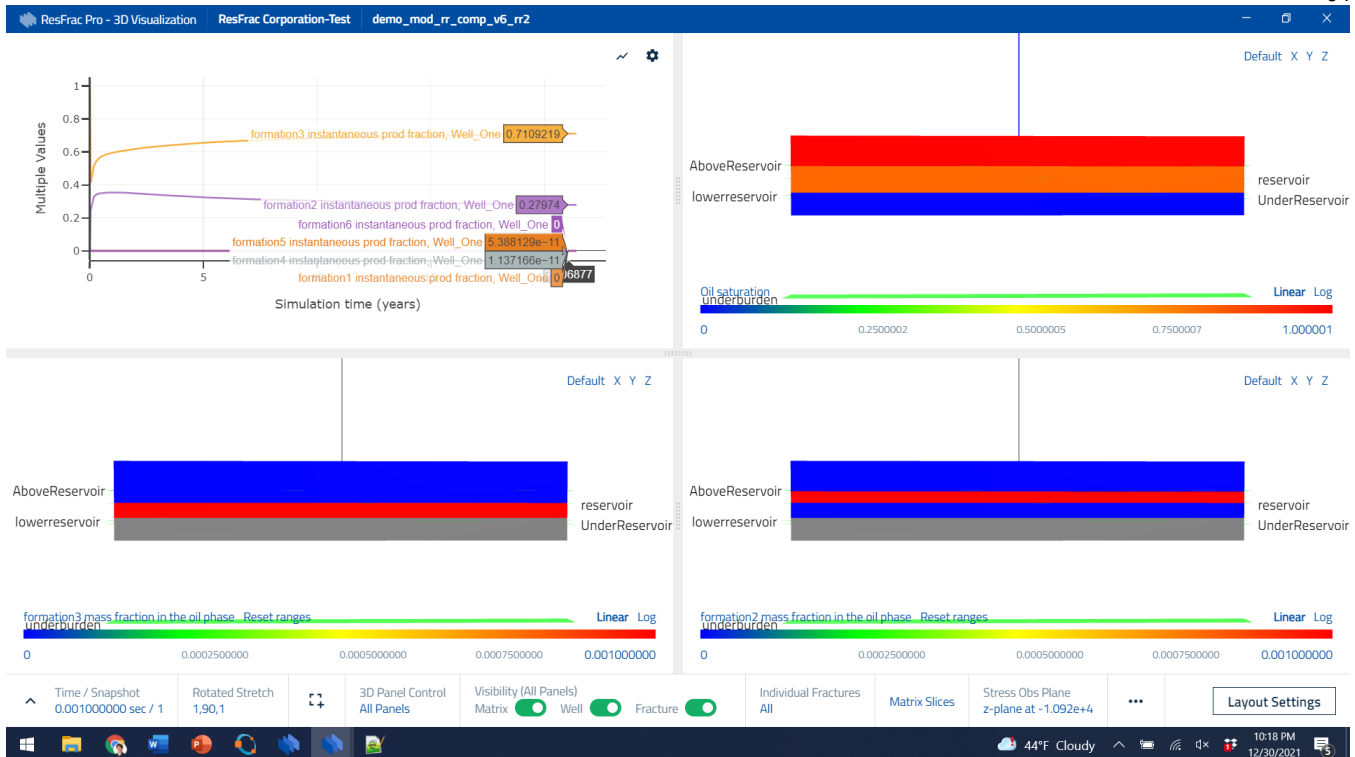 ResFrac Pro - 3D Visualization ResFrac Corporation-Test demo_mod_rr_comp_v6_rr2
Multiple Values
1
0.8
0.6
0.4
0.2
0
formation3 instantaneous prod fraction, Well_One 0.7109219
formation2 instantaneous prod fraction, Well_One 0.27974
formation6 instantaneous prod fraction, Well_One 0
formation5 instantaneous prod fraction, Well_One 5.388129e−11
formation4 instantaneous prod fraction, Well_One 1.137166e−11
formation1 instantaneous prod fraction, Well_One 0 6877
0 5
Simulation time (years)
Default X Y Z
AboveReservoir
reservoir
lowerreservoir
UnderReservoir
Oil saturation Linear Log
underburden
0 0.2500002 0.5000005 0.7500007 1.000001
Default X Y Z
AboveReservoir
reservoir
lowerreservoir
UnderReservoir
formation3 mass fraction in the oil phase Reset ranges Linear Log
underburden
0 0.0002500000 0.0005000000 0.0007500000 0.001000000
Default X Y Z
AboveReservoir
reservoir
lowerreservoir
UnderReservoir
formation2 mass fraction in the oil phase Reset ranges Linear Log
underburden
0 0.0002500000 0.0005000000 0.0007500000 0.001000000
Time / Snapshot Rotated Stretch 3D Panel Control Visibility (All Panels) Individual Fractures Matrix Slices Stress Obs Plane Layout Settings
0.001000000 sec / 1 1,90,1 All Panels Matrix Well Fracture All z-plane at -1.092e+4
44°F Cloudy 10:18 PM
12/30/2021 5